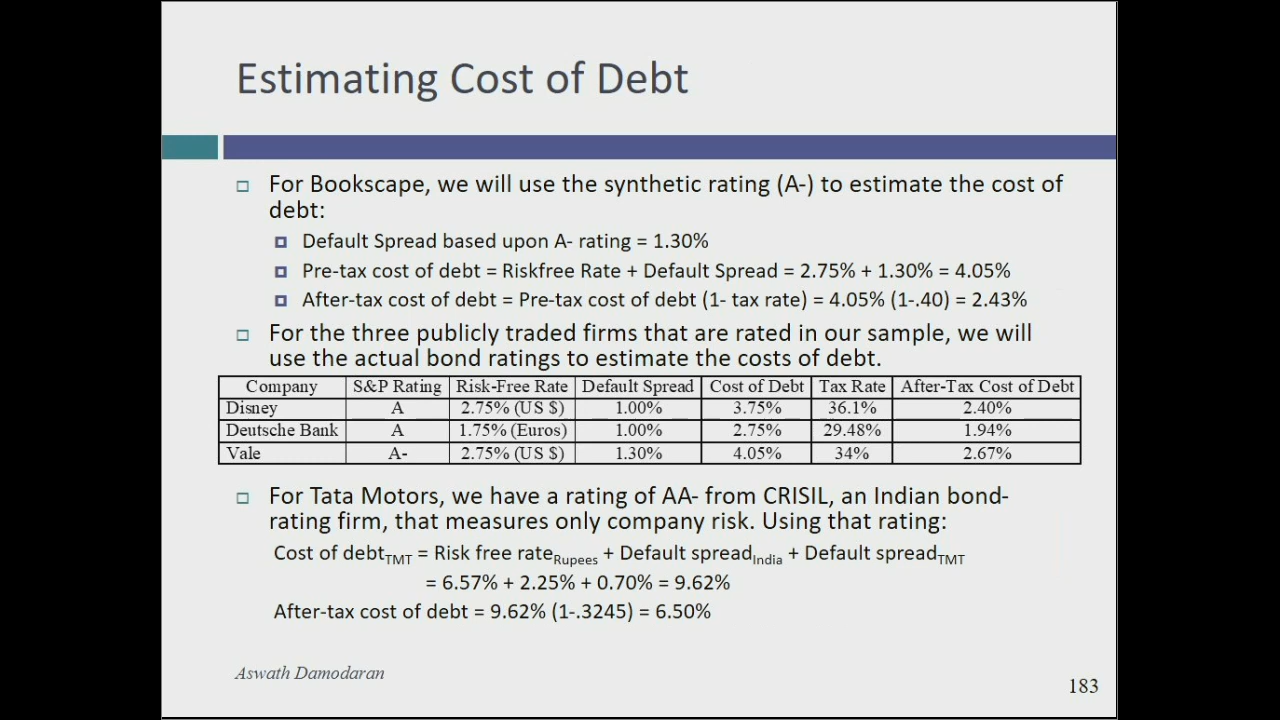 Estimating Cost of Debt
For Bookscape, we will use the synthetic rating (A-) to estimate the cost of
debt:
Default Spread based upon A- rating = 1.30%
Pre-tax cost of debt = Riskfree Rate + Default Spread = 2.75% + 1.30% = 4.05%
After-tax cost of debt = Pre-tax cost of debt (1- tax rate) = 4.05% (1-.40) = 2.43%
For the three publicly traded firms that are rated in our sample, we will
use the actual bond ratings to estimate the costs of debt.
Company S&P Rating Risk-Free Rate Default Spread Cost of Debt Tax Rate After-Tax Cost of Debt
Disney A 2.75% (US $) 1.00% 3.75% 36.1% 2.40%
Deutsche Bank A 1.75% (Euros) 1.00% 2.75% 29.48% 1.94%
Vale A- 2.75% (US $) 1.30% 4.05% 34% 2.67%
For Tata Motors, we have a rating of AA- from CRISIL, an Indian bond-
rating firm, that measures only company risk. Using that rating:
Cost of debtTMT = Risk free rateRupees + Default spreadIndia + Default spreadTMT
= 6.57% + 2.25% + 0.70% = 9.62%
After-tax cost of debt = 9.62% (1-.3245) = 6.50%
Aswath Damodaran
183